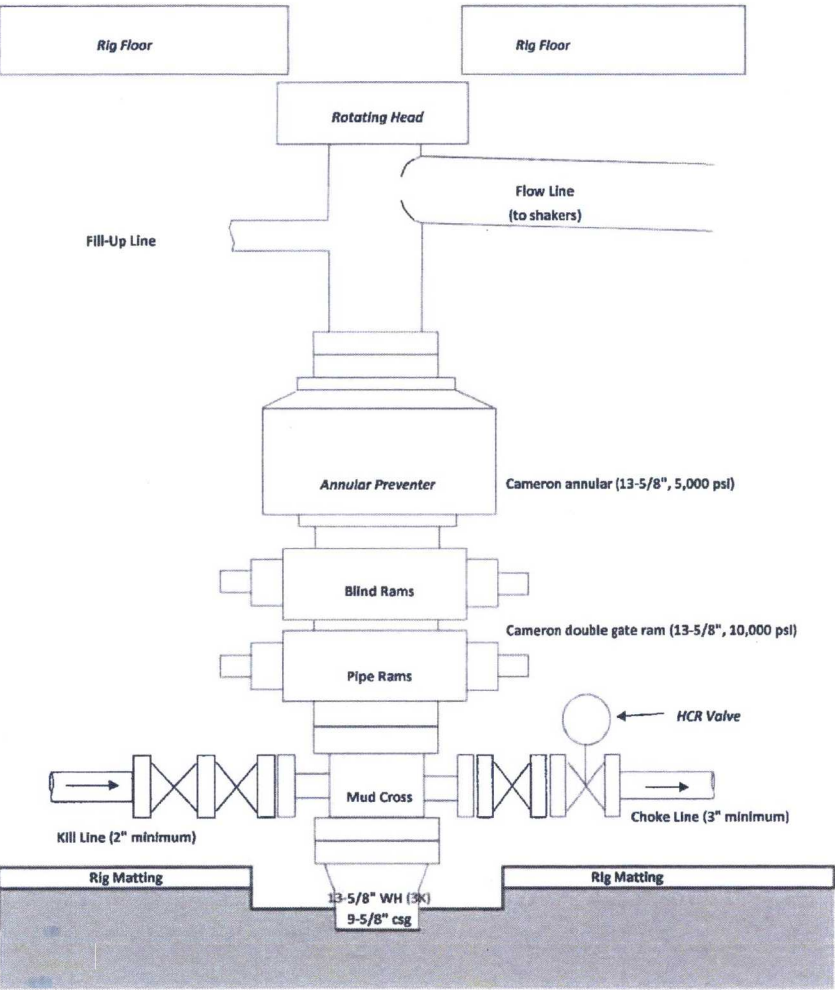 Rig Floor
Rig Floor
Rotating Head
Flow Line
(to shakers)
Fill-Up Line
Annular Preventer
Cameron annular (13-5/8", 5,000 psi)
Blind Rams
Cameron double gate ram (13-5/8", 10,000 psi)
Pipe Rams
HCR Valve
Mud Cross
Kill Line (2" minimum)
Choke Line (3" minimum)
Rig Matting
Rig Matting
13-5/8" WH (3K)
9-5/8" csg